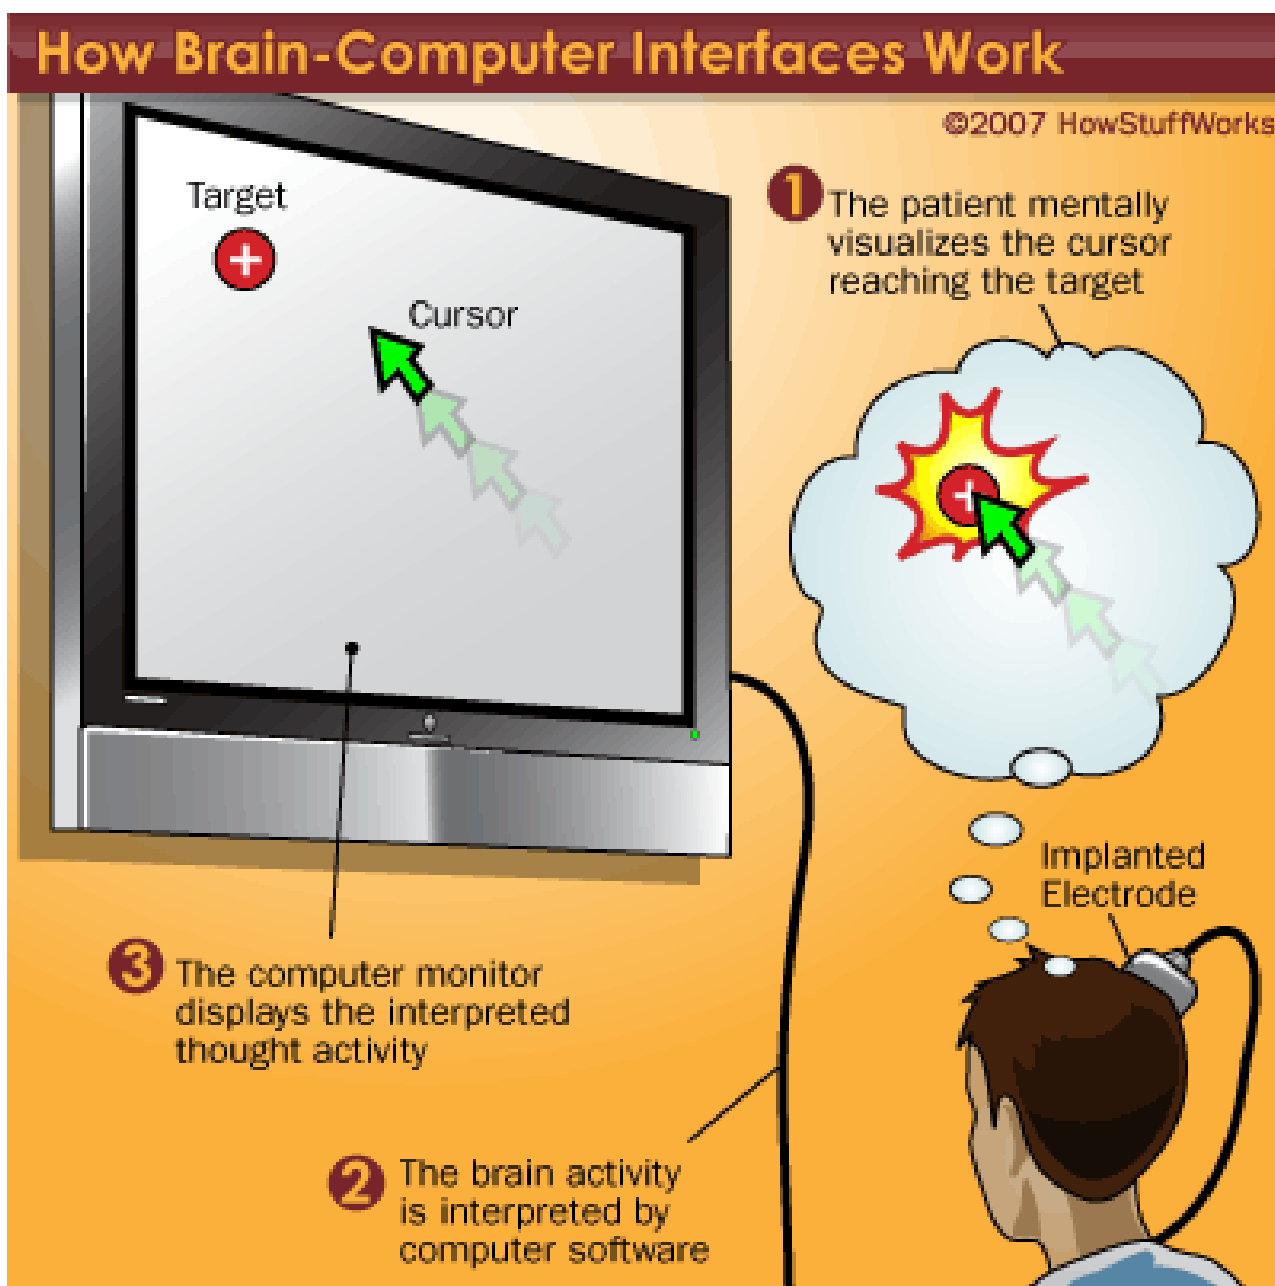 How Brain-Computer Interfaces Work
©2007 HowStuffWorks
Target
Cursor
1
The patient mentally
visualizes the cursor
reaching the target
Implanted
Electrode
3
The computer monitor
displays the interpreted
thought activity
2
The brain activity
is interpreted by
computer software